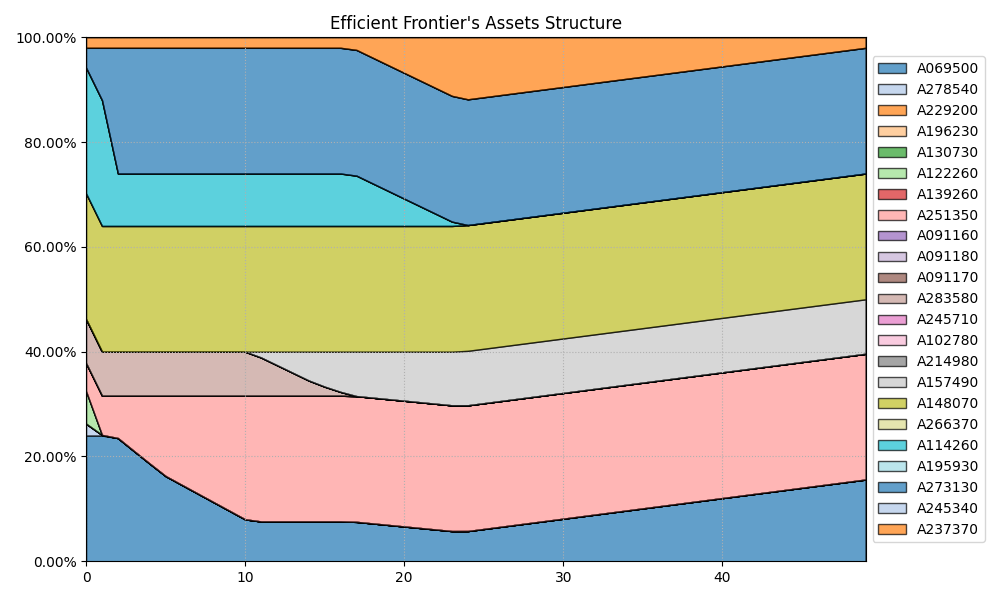 Efficient Frontier's Assets Structure
100.00%
80.00%
60.00%
40.00%
20.00%
0.00%
0
10
20
30
40
A069500
A278540
A229200
A196230
A130730
A122260
A139260
A251350
A091160
A091180
A091170
A283580
A245710
A102780
A214980
A157490
A148070
A266370
A114260
A195930
A273130
A245340
A237370